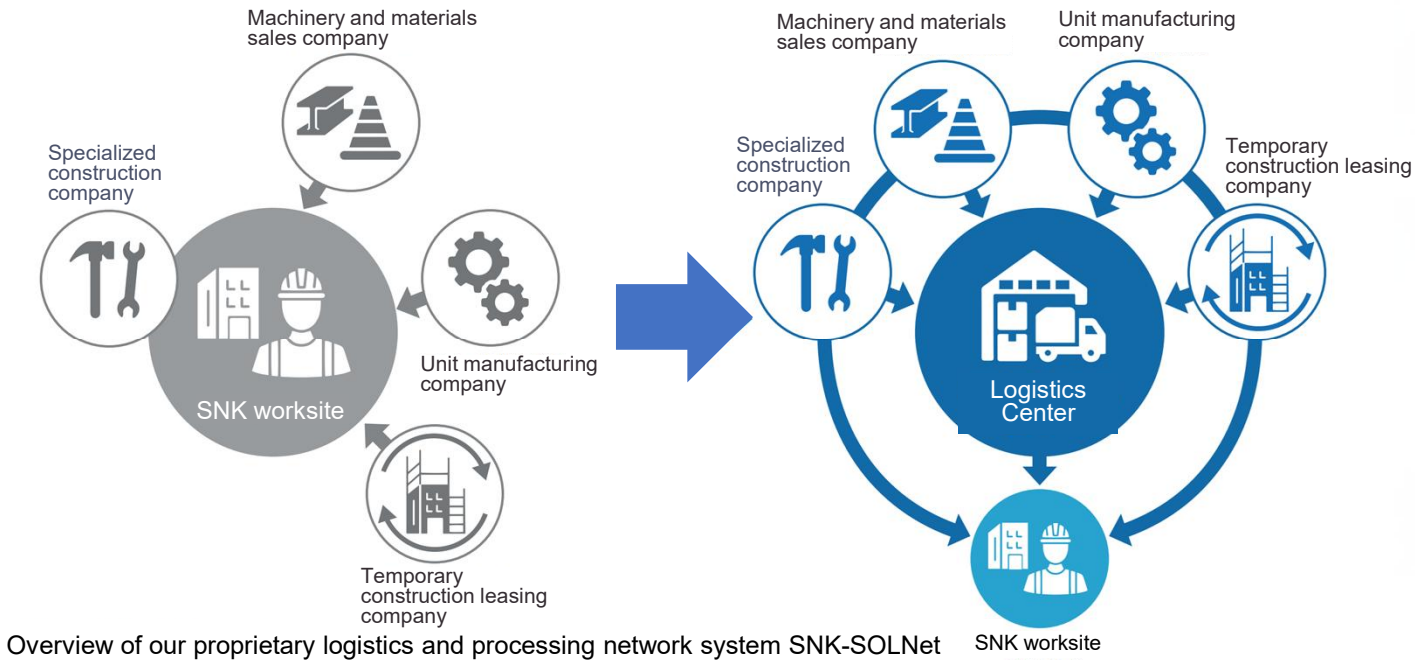 Machinery and materials
sales company
Specialized
construction
company
SNK worksite
Unit manufacturing
company
Temporary
construction leasing
company
Machinery and materials
sales company
Unit manufacturing
company
Specialized
construction
company
Temporary
construction leasing
company
Logistics
Center
SNK worksite
Overview of our proprietary logistics and processing network system SNK-SOLNet